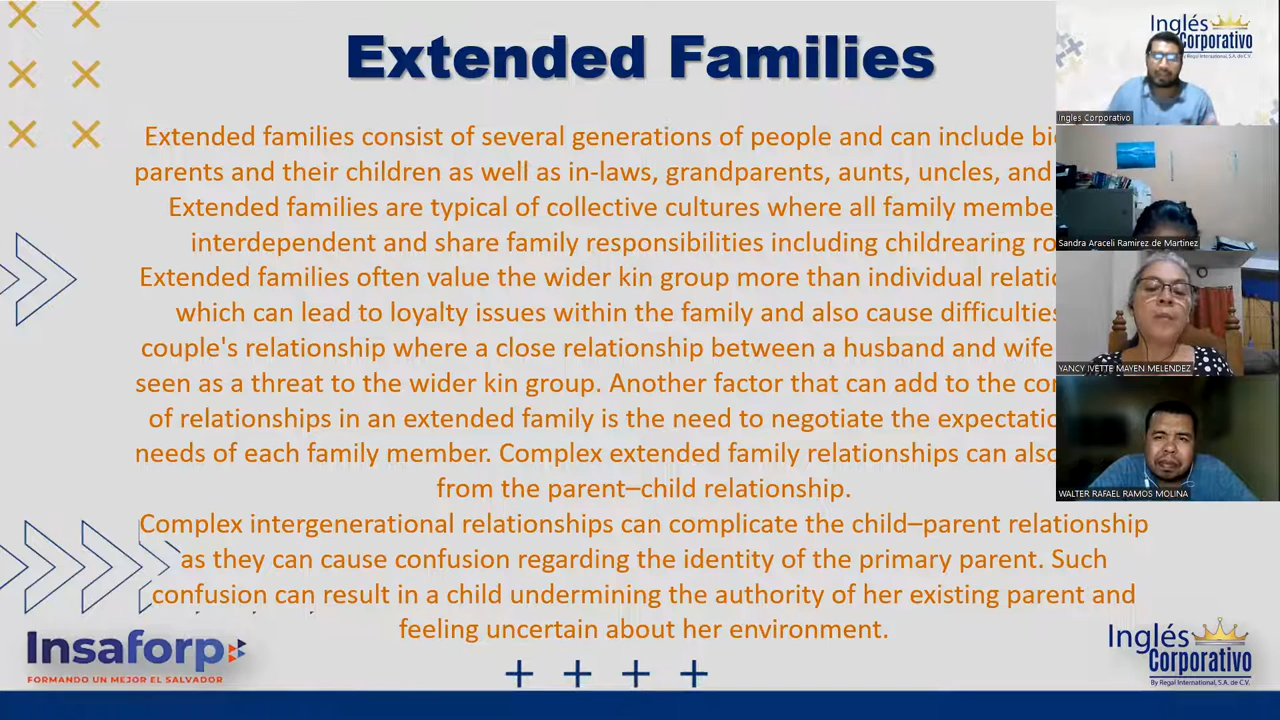 Extended Families
Extended families consist of several generations of people and can include
parents and their children as well as in-laws, grandparents, aunts, uncles, and
Extended families are typical of collective cultures where all family
interdependent and share family responsibilities including childrearing
Extended families often value the wider kin group more than individual
which can lead to loyalty issues within the family and also cause difficulties
couple's relationship where a close relationship between a husband and wife
seen as a threat to the wider kin group. Another factor that can add to the
of relationships in an extended family is the need to negotiate the
needs of each family member. Complex extended family relationships can also
from the parent–child relationship.
Complex intergenerational relationships can complicate the child–parent relationship
as they can cause confusion regarding the identity of the primary parent. Such
confusion can result in a child undermining the authority of her existing parent and
feeling uncertain about her environment.
Insaforp
FORMANDO UN MEJOR EL SALVADOR
Inglés
Corporativo
By Regal International, S.A. de C.V.
Inglés
Corporativo
By Regal International, S.A. de C.V.
Ingles Corporativo
Sandra Araceli Ramirez de Martinez
YANCY IVETTE MAYEN MELENDEZ
WALTER RAFAEL RAMOS MOLINA